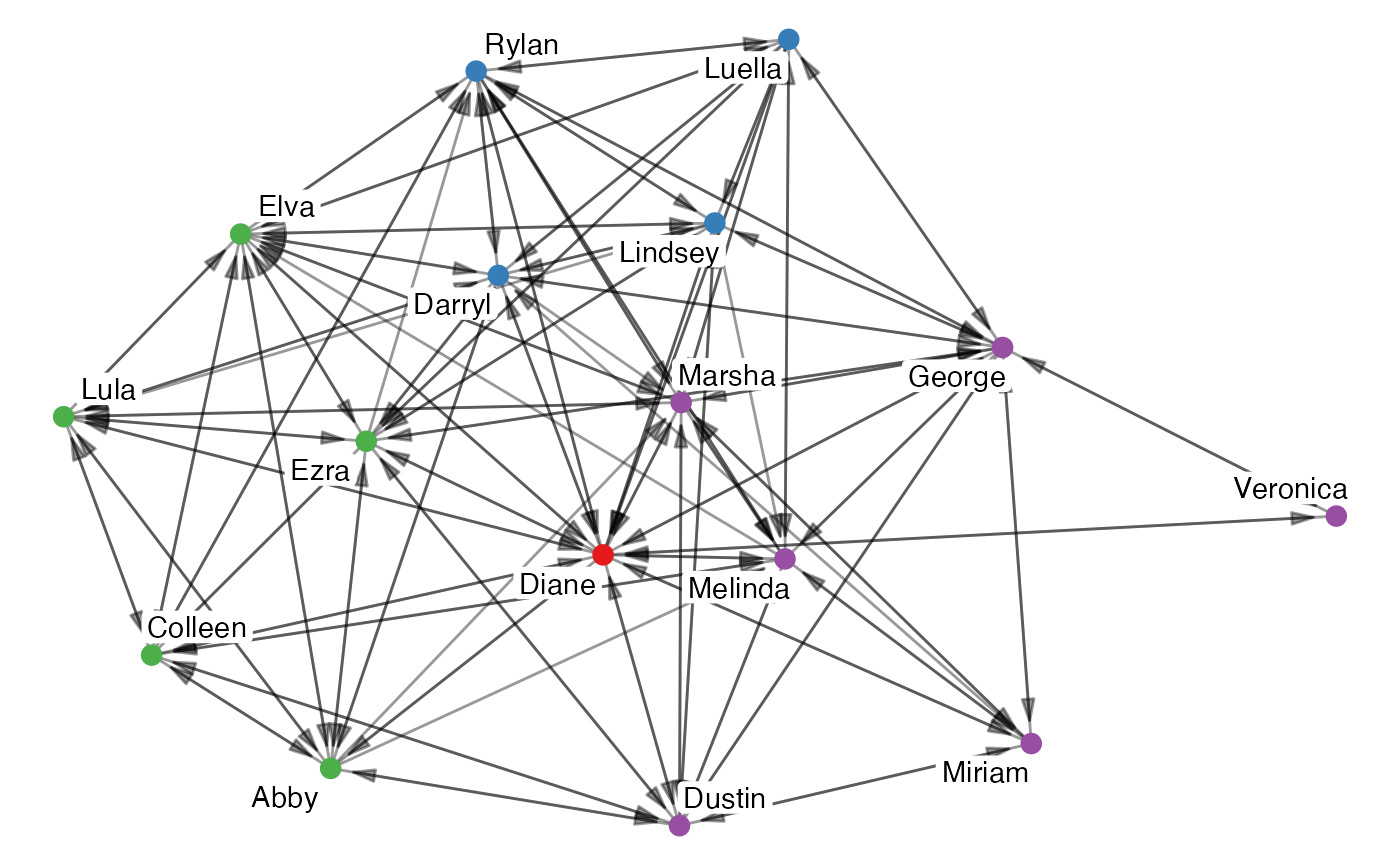 Rylan
Luella
Elva
Lindsey
Darryl
Marsha
George
Lula
Ezra
Veronica
Diane
Melinda
Colleen
Miriam
Abby
Dustin